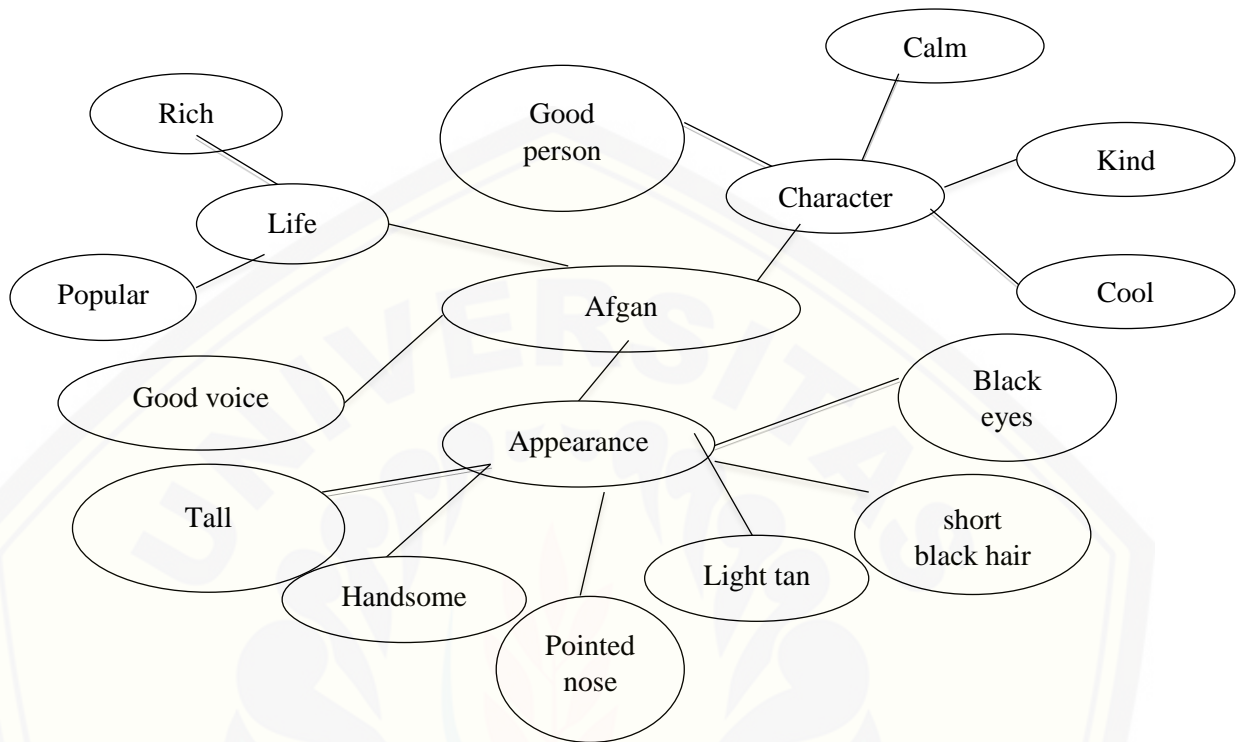 Calm
Rich
Good
person
Kind
Character
Life
Popular
Afgan
Cool
Good voice
Black
eyes
Appearance
Tall
short
black hair
Light tan
Handsome
Pointed
nose
UNIVERSITAS